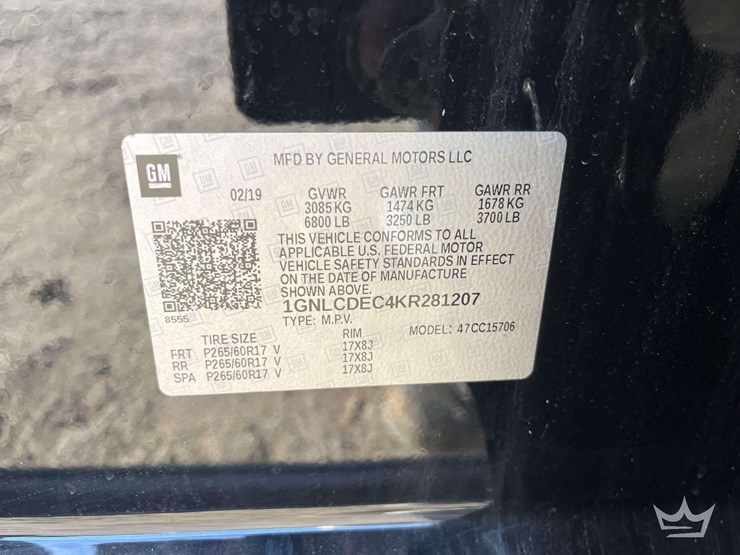 GM
MFD BY GENERAL MOTORS LLC
02/19 GVWR GAWR FRT GAWR RR
3085 KG 1474 KG 1678 KG
6800 LB 3250 LB 3700 LB
THIS VEHICLE CONFORMS TO ALL
APPLICABLE U.S. FEDERAL MOTOR
VEHICLE SAFETY STANDARDS IN EFFECT
ON THE DATE OF MANUFACTURE
SHOWN ABOVE.
8555
1GNLCDEC4KR281207
TYPE: M.P.V. MODEL: 47CC15706
TIRE SIZE RIM
FRT P265/60R17 V 17X8J
RR P265/60R17 V 17X8J
SPA P265/60R17 V 17X8J